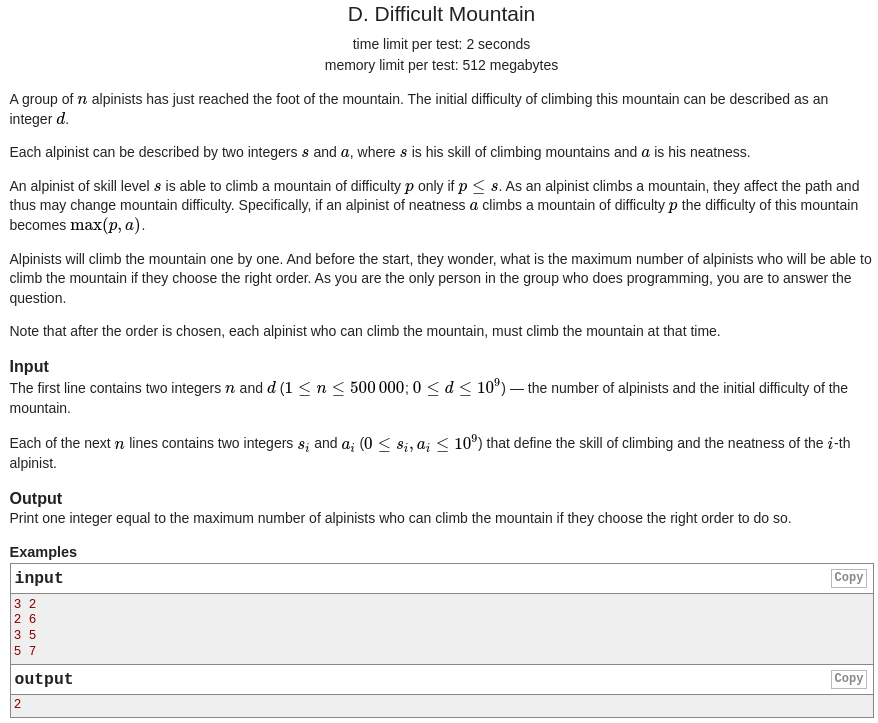 D. Difficult Mountain
time limit per test: 2 seconds
memory limit per test: 512 megabytes
A group of n alpinists has just reached the foot of the mountain. The initial difficulty of climbing this mountain can be described as an
integer d.
Each alpinist can be described by two integers s and a, where s is his skill of climbing mountains and a is his neatness.
An alpinist of skill level s is able to climb a mountain of difficulty p only if p ≤ s. As an alpinist climbs a mountain, they affect the path and
thus may change mountain difficulty. Specifically, if an alpinist of neatness a climbs a mountain of difficulty p the difficulty of this mountain
becomes max(p, a).
Alpinists will climb the mountain one by one. And before the start, they wonder, what is the maximum number of alpinists who will be able to
climb the mountain if they choose the right order. As you are the only person in the group who does programming, you are to answer the
question.
Note that after the order is chosen, each alpinist who can climb the mountain, must climb the mountain at that time.
Input
The first line contains two integers n and d (1 ≤ n ≤ 500 000; 0 ≤ d ≤ 10^9) — the number of alpinists and the initial difficulty of the
mountain.
Each of the next n lines contains two integers s_i and a_i (0 ≤ s_i, a_i ≤ 10^9) that define the skill of climbing and the neatness of the i-th
alpinist.
Output
Print one integer equal to the maximum number of alpinists who can climb the mountain if they choose the right order to do so.
Examples
input Copy
3 2
2 6
3 5
5 7
output Copy
2